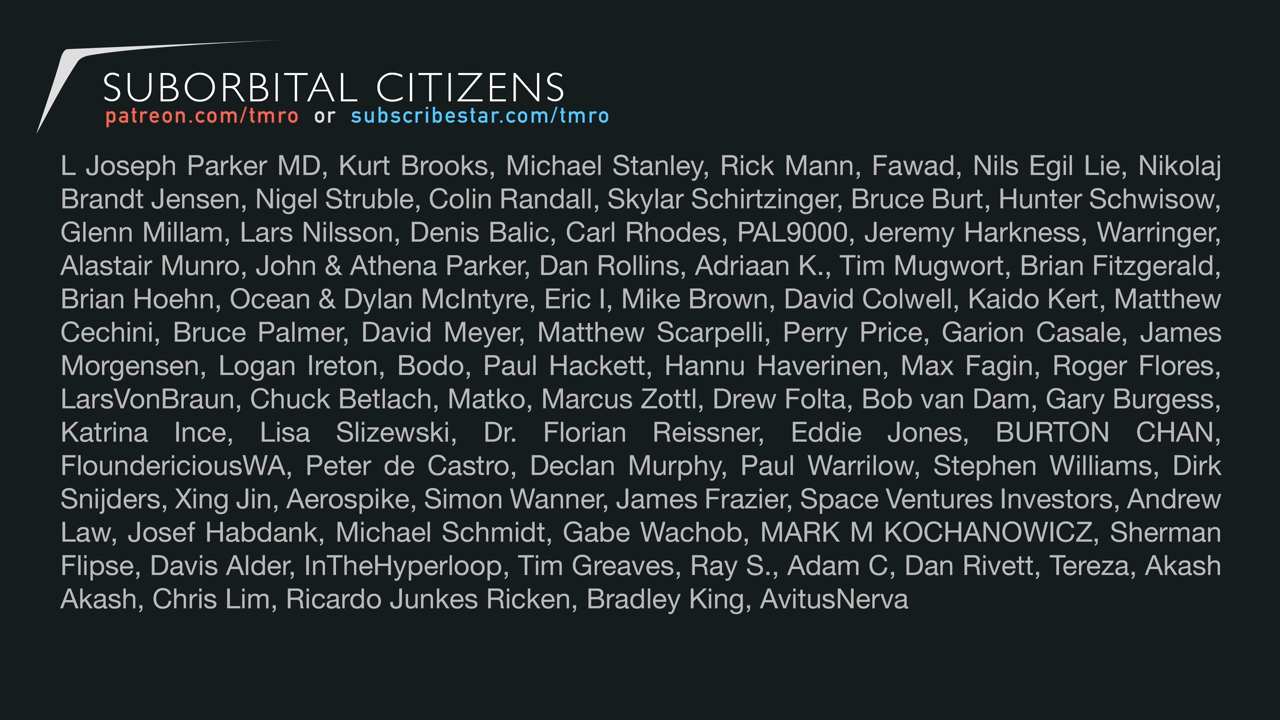 SUBORBITAL CITIZENS
patreon.com/tmro or subscribestar.com/tmro
L Joseph Parker MD, Kurt Brooks, Michael Stanley, Rick Mann, Fawad, Nils Egil Lie, Nikolaj
Brandt Jensen, Nigel Struble, Colin Randall, Skylar Schirtzinger, Bruce Burt, Hunter Schwisow,
Glenn Millam, Lars Nilsson, Denis Balic, Carl Rhodes, PAL9000, Jeremy Harkness, Warringer,
Alastair Munro, John & Athena Parker, Dan Rollins, Adriaan K., Tim Mugwort, Brian Fitzgerald,
Brian Hoehn, Ocean & Dylan McIntyre, Eric I, Mike Brown, David Colwell, Kaido Kert, Matthew
Cechini, Bruce Palmer, David Meyer, Matthew Scarpelli, Perry Price, Garion Casale, James
Morgensen, Logan Ireton, Bodo, Paul Hackett, Hannu Haverinen, Max Fagin, Roger Flores,
LarsVonBraun, Chuck Betlach, Matko, Marcus Zottl, Drew Folta, Bob van Dam, Gary Burgess,
Katrina Ince, Lisa Slizewski, Dr. Florian Reissner, Eddie Jones, BURTON CHAN,
FloundericiousWA, Peter de Castro, Declan Murphy, Paul Warrilow, Stephen Williams, Dirk
Snijders, Xing Jin, Aerospike, Simon Wanner, James Frazier, Space Ventures Investors, Andrew
Law, Josef Habdank, Michael Schmidt, Gabe Wachob, MARK M KOCHANOWICZ, Sherman
Flipse, Davis Alder, InTheHyperloop, Tim Greaves, Ray S., Adam C, Dan Rivett, Tereza, Akash
Akash, Chris Lim, Ricardo Junkes Ricken, Bradley King, AvitusNerva